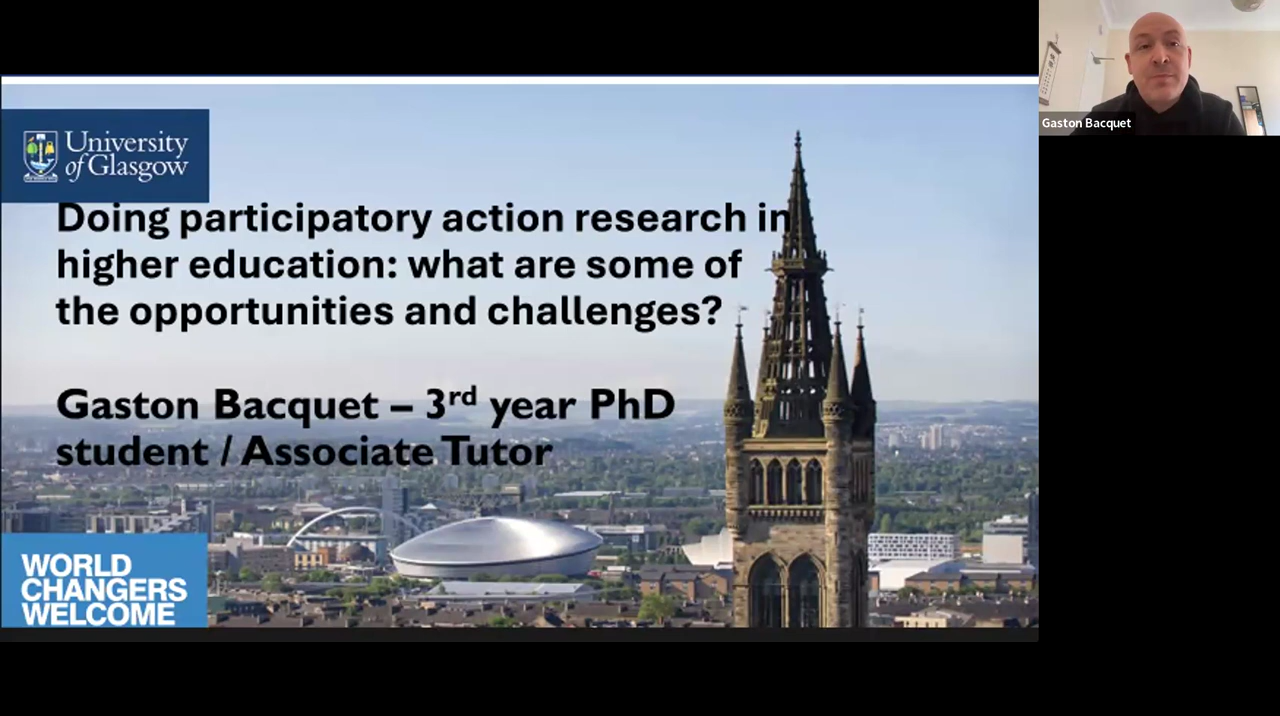 University
of Glasgow
Doing participatory action research in
higher education: what are some of
the opportunities and challenges?
Gaston Bacquet – 3rd year PhD
student / Associate Tutor
WORLD
CHANGERS
WELCOME
Gaston Bacquet